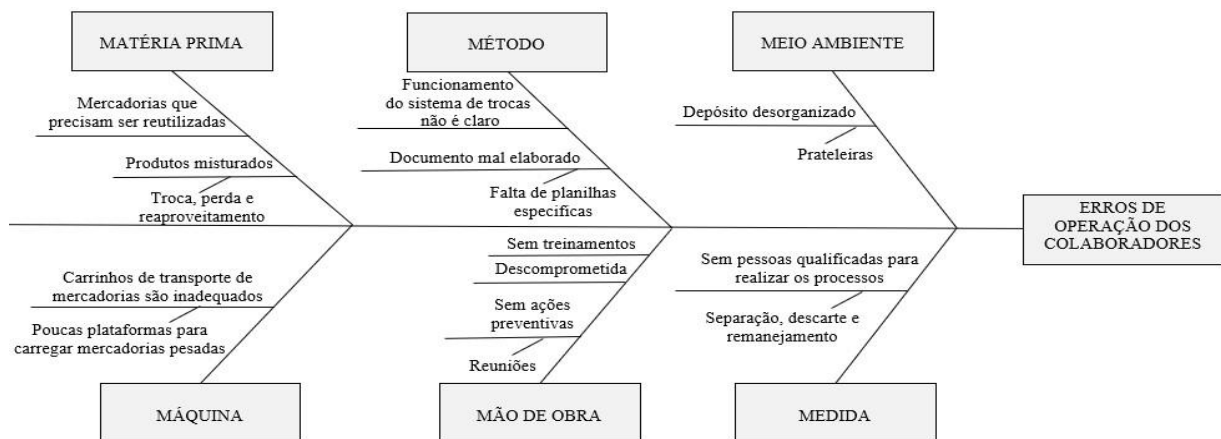 MATÉRIA PRIMA
MÉTODO
MEIO AMBIENTE
Mercadorias que
precisam ser reutilizadas
Produtos misturados
Troca, perda e
reaproveitamento
Funcionamento
do sistema de trocas
não é claro
Documento mal elaborado
Falta de planilhas
especifícas
Depósito desorganizado
Prateleiras
ERROS DE
OPERAÇÃO DOS
COLABORADORES
Carrinhos de transporte de
mercadorias são inadequados
Poucas plataformas para
carregar mercadorias pesadas
Sem treinamentos
Descomprometida
Sem ações
preventivas
Reuniões
Sem pessoas qualificadas para
realizar os processos
Separação, descarte e
remanejamento
MÁQUINA
MÃO DE OBRA
MEDIDA